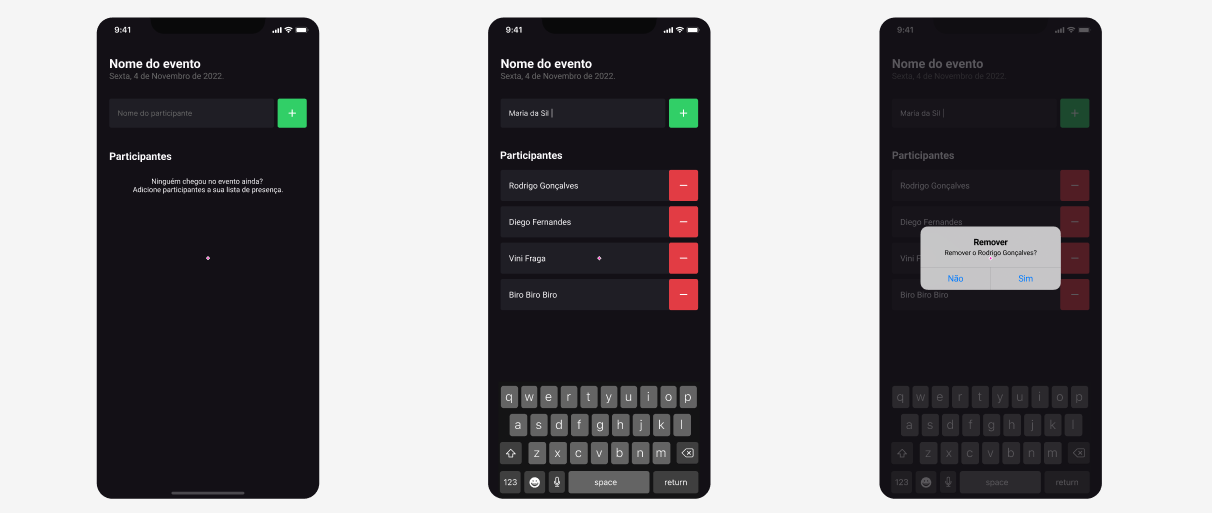 9:41
Nome do evento
Sexta, 4 de Novembro de 2022.
Nome do participante
+
Participantes
Ninguém chegou no evento ainda?
Adicione participantes a sua lista de presença.
9:41
Nome do evento
Sexta, 4 de Novembro de 2022.
Maria da Sil |
+
Participantes
Rodrigo Gonçalves
Diego Fernandes
Vini Fraga
Biro Biro Biro
q w e r t y u i o p
a s d f g h j k l
z x c v b n m
123 space return
9:41
Nome do evento
Sexta, 4 de Novembro de 2022.
Maria da Sil |
+
Participantes
Rodrigo Gonçalves
Diego Fernandes
Vini F
Biro Biro Biro
Remover
Remover o Rodrigo Gonçalves?
Não Sim
q w e r t y u i o p
a s d f g h j k l
z x c v b n m
123 space return